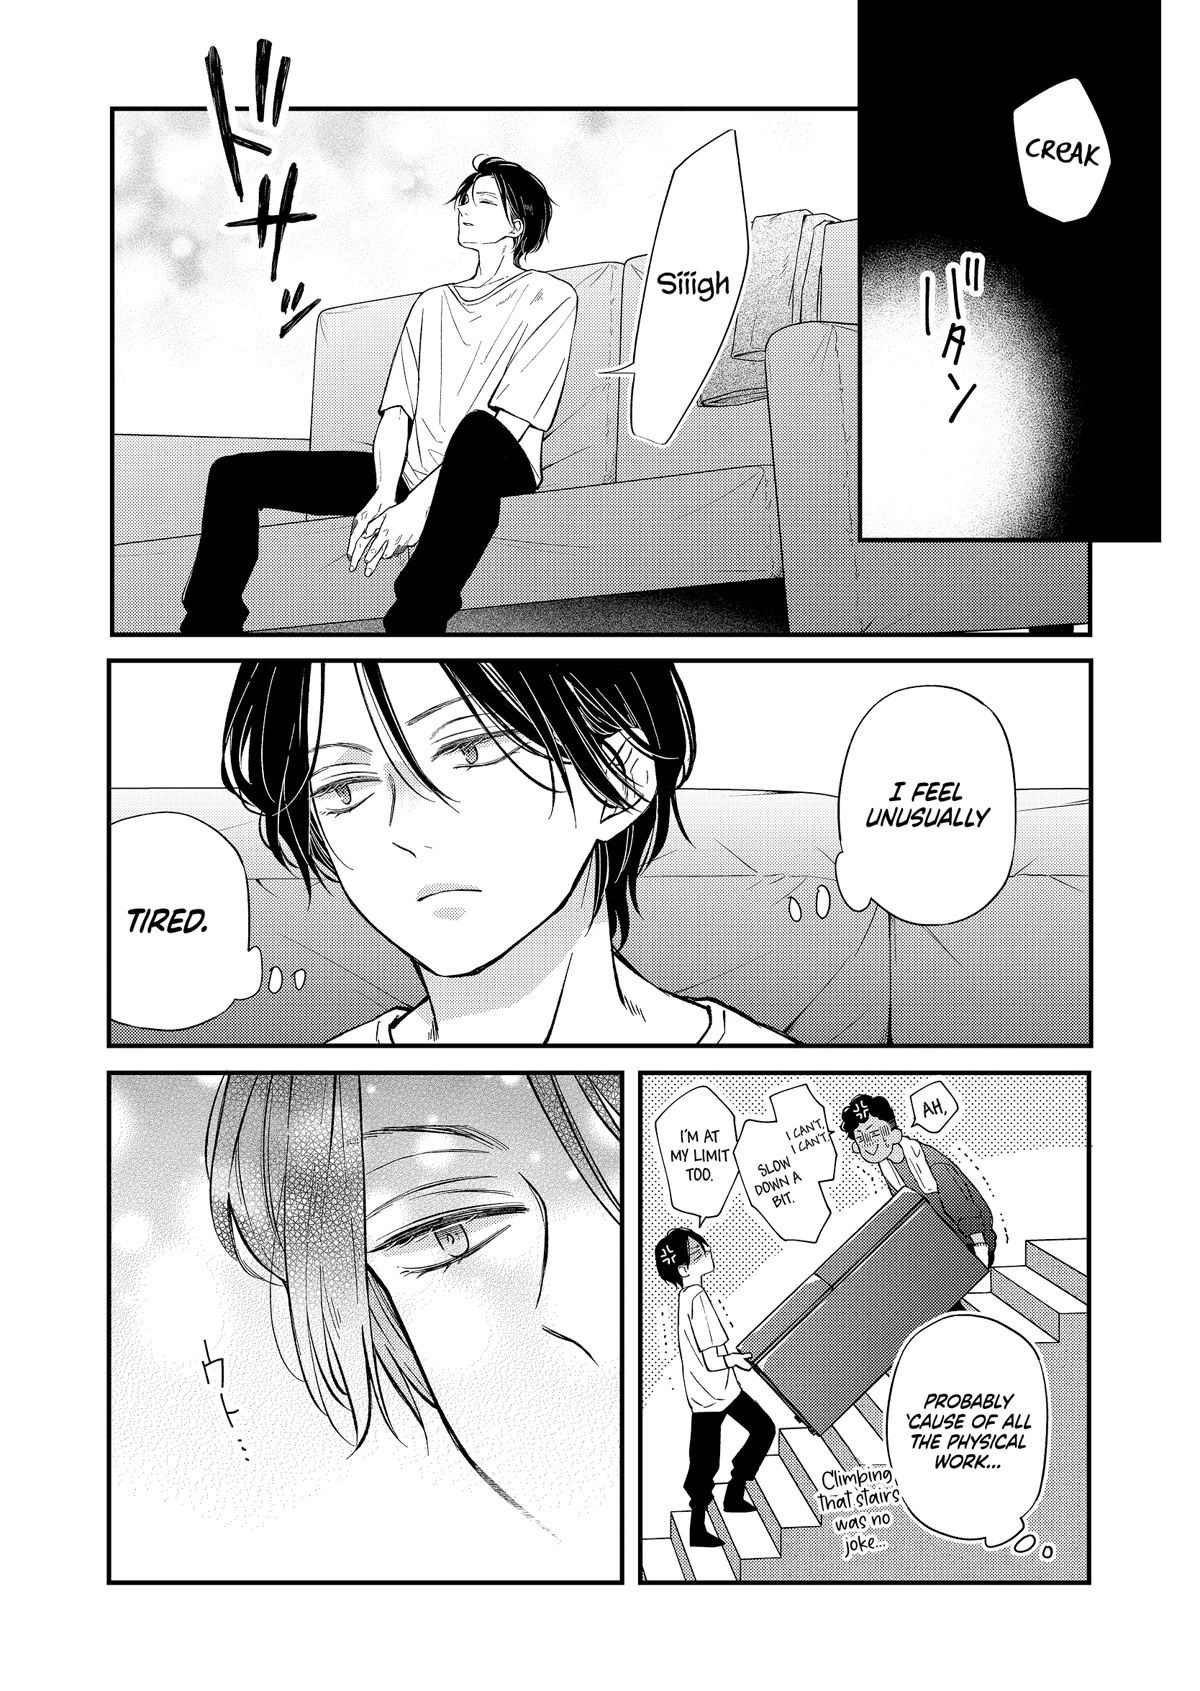 CREAK
バタン
Siiigh
ドサッ
I FEEL
UNUSUALLY
TIRED.
AH,
I CAN'T,
I CAN'T.
SLOW
DOWN A
BIT.
I'M AT
MY LIMIT
TOO.
PROBABLY
'CAUSE OF ALL
THE PHYSICAL
WORK...
Climbing
that stairs
was no
joke...
ウト...